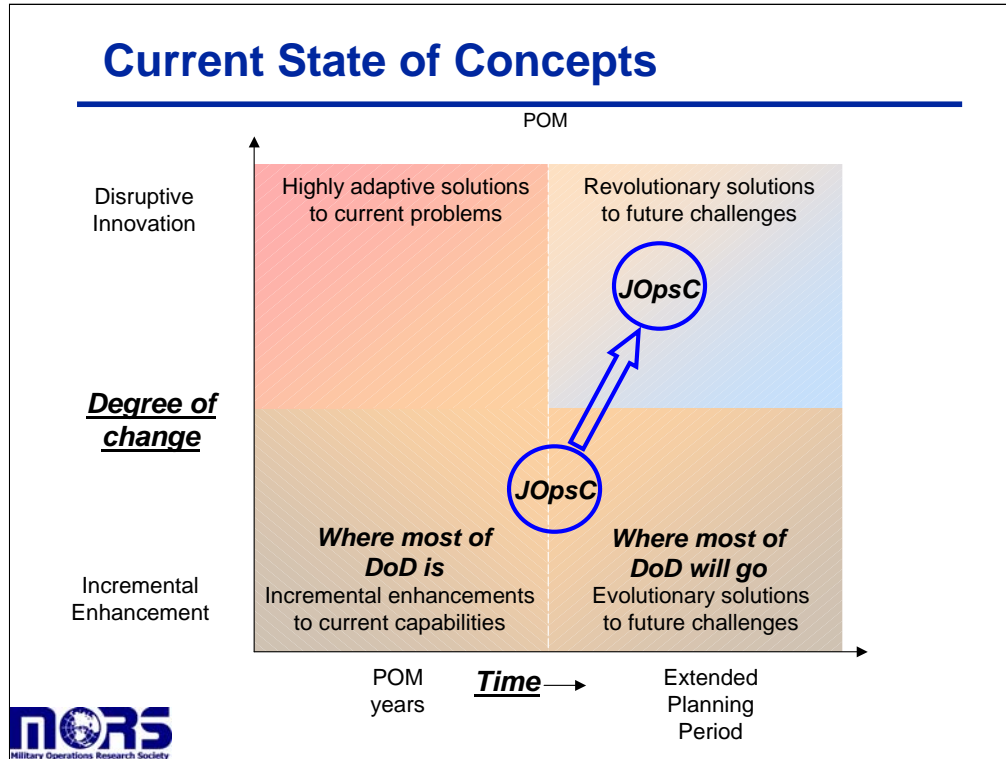 Current State of Concepts
POM
Disruptive
Innovation
Highly adaptive solutions
to current problems
Revolutionary solutions
to future challenges
JOpsC
Degree of
change
JOpsC
Where most of
DoD is
Incremental enhancements
to current capabilities
Where most of
DoD will go
Evolutionary solutions
to future challenges
Incremental
Enhancement
POM
years
Time
Extended
Planning
Period
MORS
Military Operations Research Society